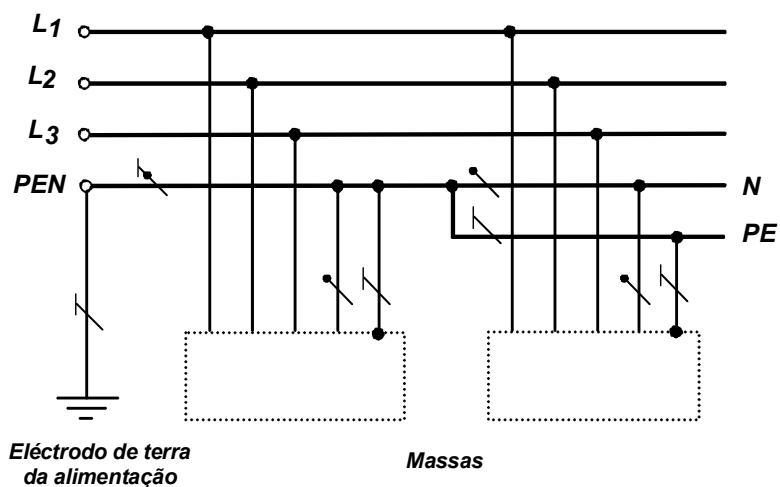 L1
L2
L3
PEN
N
PE
Eléctrodo de terra
da alimentação
Massas